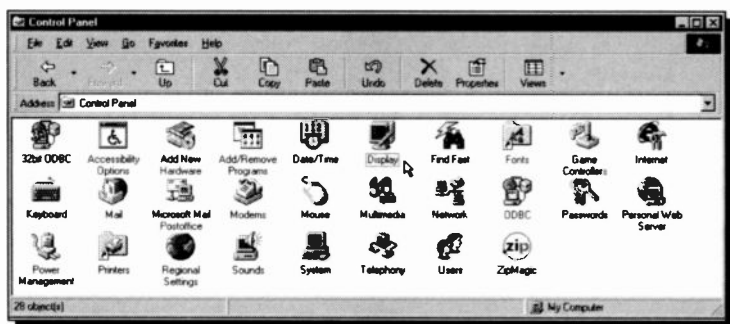 Control Panel
File Edit View Go Favorites Help
Back Forward Up Cut Copy Paste Undo Delete Properties Views
Address Control Panel
32bit ODBC Accessibility Options Add New Hardware Add/Remove Programs Date/Time Display Find Fast Fonts Game Controllers Internet
Keyboard Mail Microsoft Mail Postoffice Modems Mouse Multimedia Network ODBC Passwords Personal Web Server
Power Management Printers Regional Settings Sounds System Telephony Users zip ZipMagic
28 object(s) My Computer